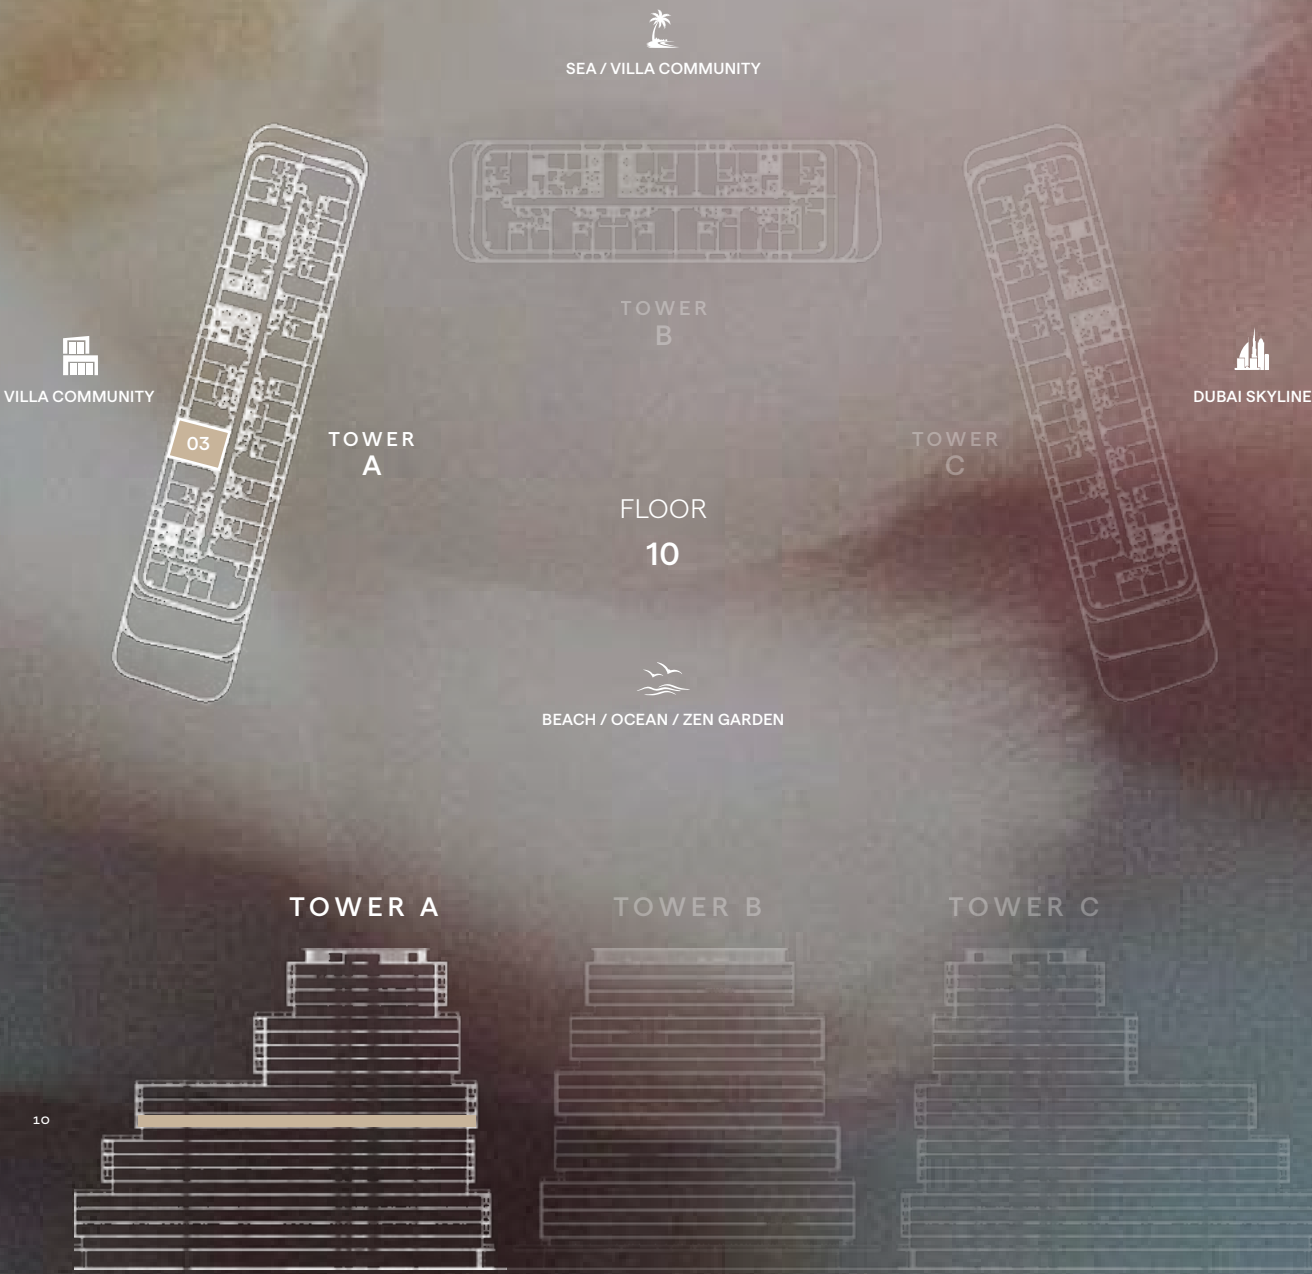 SEA / VILLA COMMUNITY
TOWER
B
VILLA COMMUNITY
DUBAI SKYLINE
03
TOWER
A
TOWER
C
FLOOR
10
BEACH / OCEAN / ZEN GARDEN
TOWER A
TOWER B
TOWER C
10